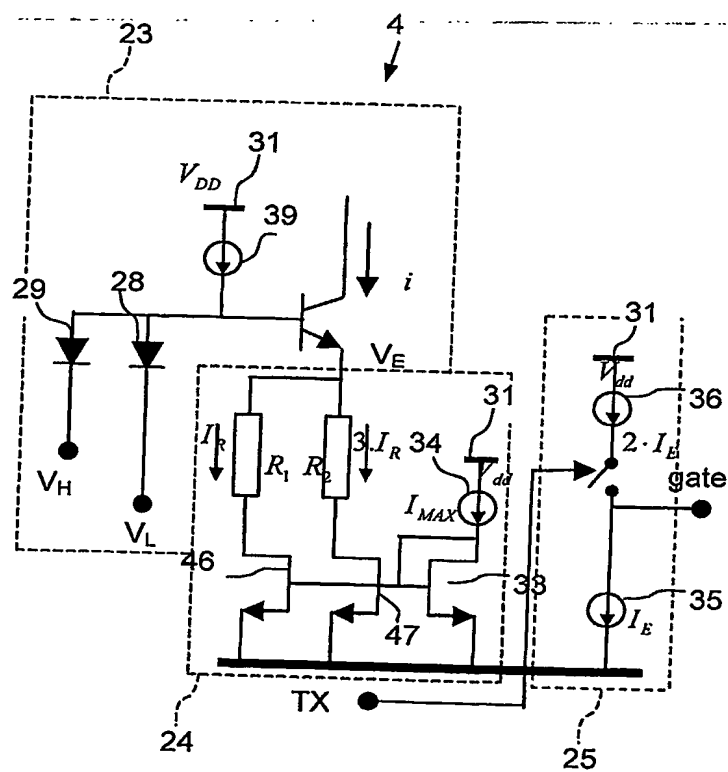 23
4
31
V_DD
39
29
28
i
31
V_E
V_dd
36
I_R
3.I_R
34
31
2 · I_E
R_1
R_2
V_dd
gate
V_H
I_MAX
V_L
46
33
35
47
I_E
TX
24
25